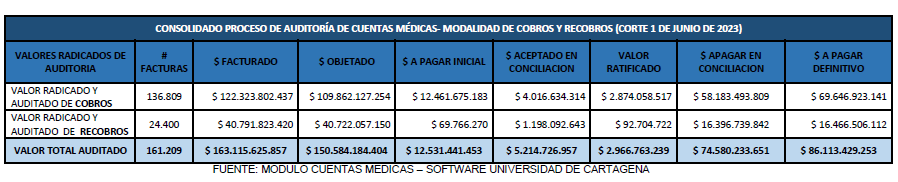 CONSOLIDADO PROCESO DE AUDITORÍA DE CUENTAS MÉDICAS- MODALIDAD DE COBROS Y RECOBROS (CORTE 1 DE JUNIO DE 2023)
VALORES RADICADOS DE AUDITORIA # FACTURAS $ FACTURADO $ OBJETADO $ A PAGAR INICIAL $ ACEPTADO EN CONCILIACION VALOR RATIFICADO $ APAGAR EN CONCILIACION $ A PAGAR DEFINITIVO
VALOR RADICADO Y AUDITADO DE COBROS 136.809 $ 122.323.802.437 $ 109.862.127.254 $ 12.461.675.183 $ 4.016.634.314 $ 2.874.058.517 $ 58.183.493.809 $ 69.646.923.141
VALOR RADICADO Y AUDITADO DE RECOBROS 24.400 $ 40.791.823.420 $ 40.722.057.150 $ 69.766.270 $ 1.198.092.643 $ 92.704.722 $ 16.396.739.842 $ 16.466.506.112
VALOR TOTAL AUDITADO 161.209 $ 163.115.625.857 $ 150.584.184.404 $ 12.531.441.453 $ 5.214.726.957 $ 2.966.763.239 $ 74.580.233.651 $ 86.113.429.253
FUENTE: MODULO CUENTAS MEDICAS – SOFTWARE UNIVERSIDAD DE CARTAGENA